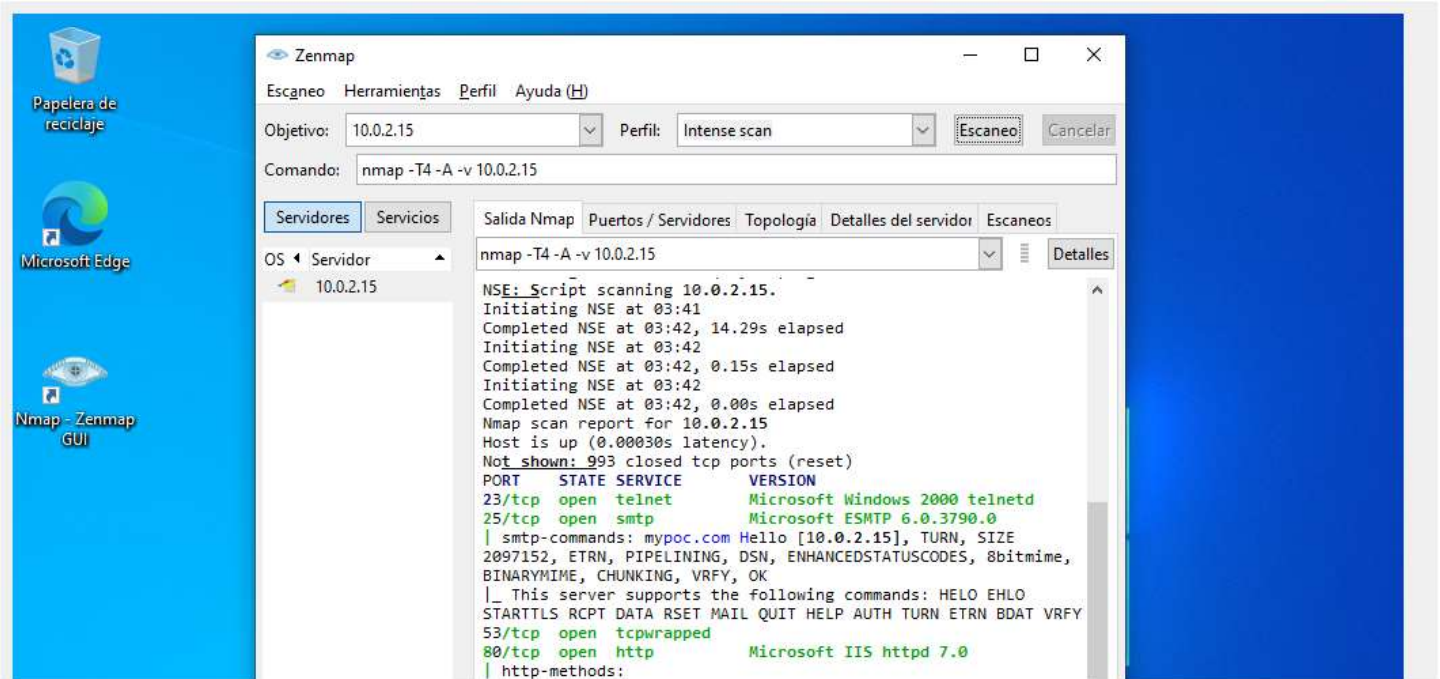 Papelera de
reciclaje
Microsoft Edge
Nmap - Zenmap
GUI
Zenmap
Escaneo Herramientas Perfil Ayuda (H)
Objetivo: 10.0.2.15 Perfil: Intense scan Escaneo Cancelar
Comando: nmap -T4 -A -v 10.0.2.15
Servidores Servicios
OS Servidor
10.0.2.15
Salida Nmap Puertos / Servidores Topología Detalles del servidor Escaneos
nmap -T4 -A -v 10.0.2.15 Detalles
NSE: Script scanning 10.0.2.15.
Initiating NSE at 03:41
Completed NSE at 03:42, 14.29s elapsed
Initiating NSE at 03:42
Completed NSE at 03:42, 0.15s elapsed
Initiating NSE at 03:42
Completed NSE at 03:42, 0.00s elapsed
Nmap scan report for 10.0.2.15
Host is up (0.00030s latency).
Not shown: 993 closed tcp ports (reset)
PORT STATE SERVICE VERSION
23/tcp open telnet Microsoft Windows 2000 telnetd
25/tcp open smtp Microsoft ESMTP 6.0.3790.0
| smtp-commands: mypoc.com Hello [10.0.2.15], TURN, SIZE
2097152, ETRN, PIPELINING, DSN, ENHANCEDSTATUSCODES, 8bitmime,
BINARYMIME, CHUNKING, VRFY, OK
|_ This server supports the following commands: HELO EHLO
STARTTLS RCPT DATA RSET MAIL QUIT HELP AUTH TURN ETRN BDAT VRFY
53/tcp open tcpwrapped
80/tcp open http Microsoft IIS httpd 7.0
| http-methods: